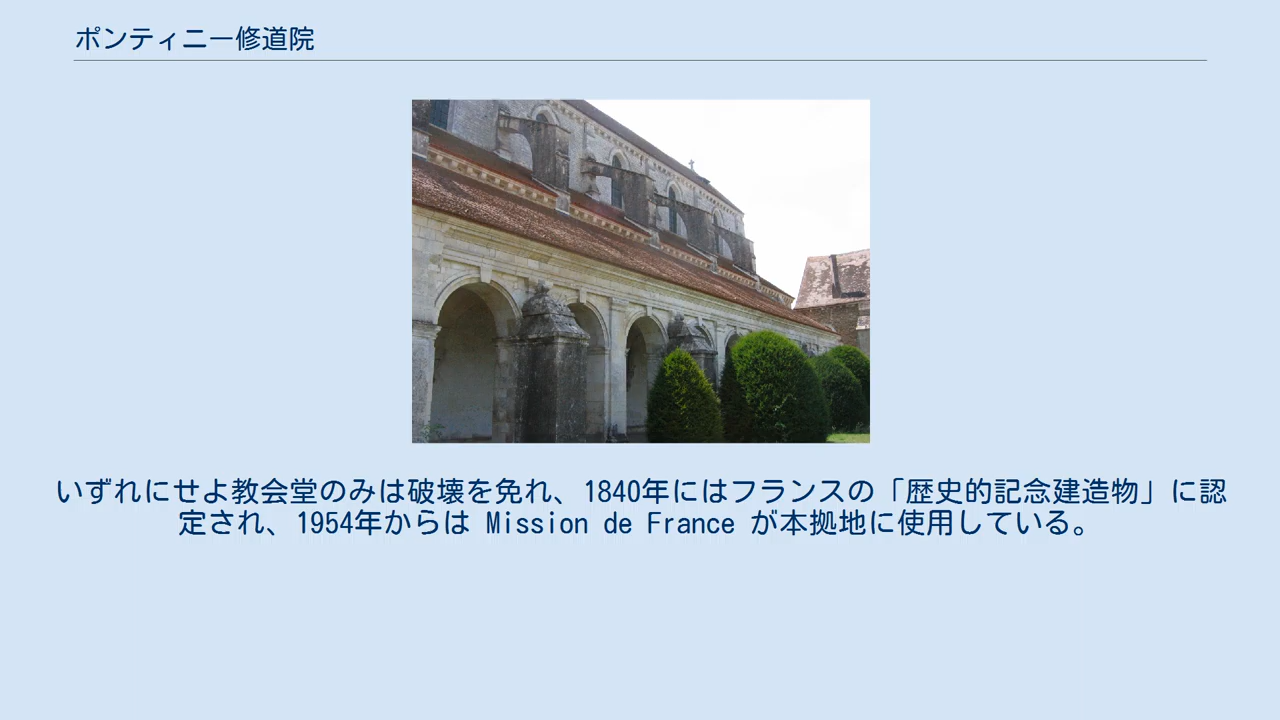 ポンティニー修道院
いずれにせよ教会堂のみは破壊を免れ、1840年にはフランスの「歴史的記念建造物」に認
定され、1954年からは Mission de France が本拠地に使用している。